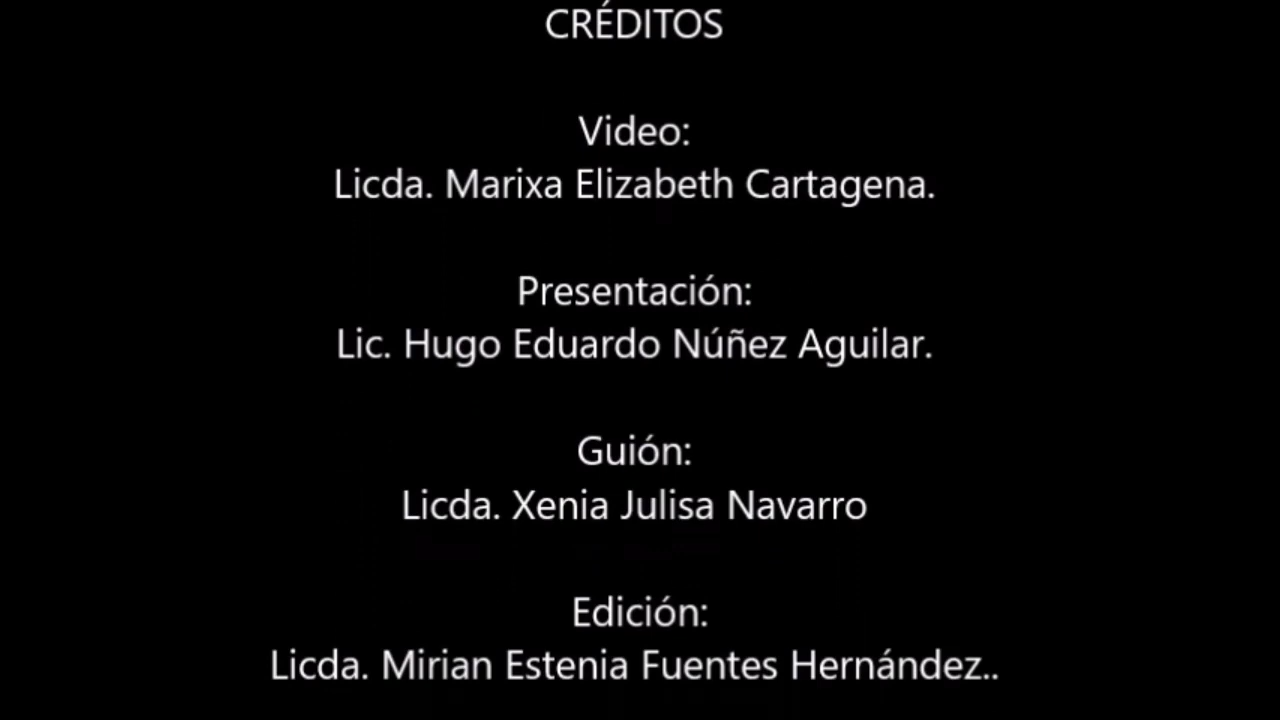 CRÉDITOS
Video:
Licda. Marixa Elizabeth Cartagena.
Presentación:
Lic. Hugo Eduardo Núñez Aguilar.
Guión:
Licda. Xenia Julisa Navarro
Edición:
Licda. Mirian Estenia Fuentes Hernández..